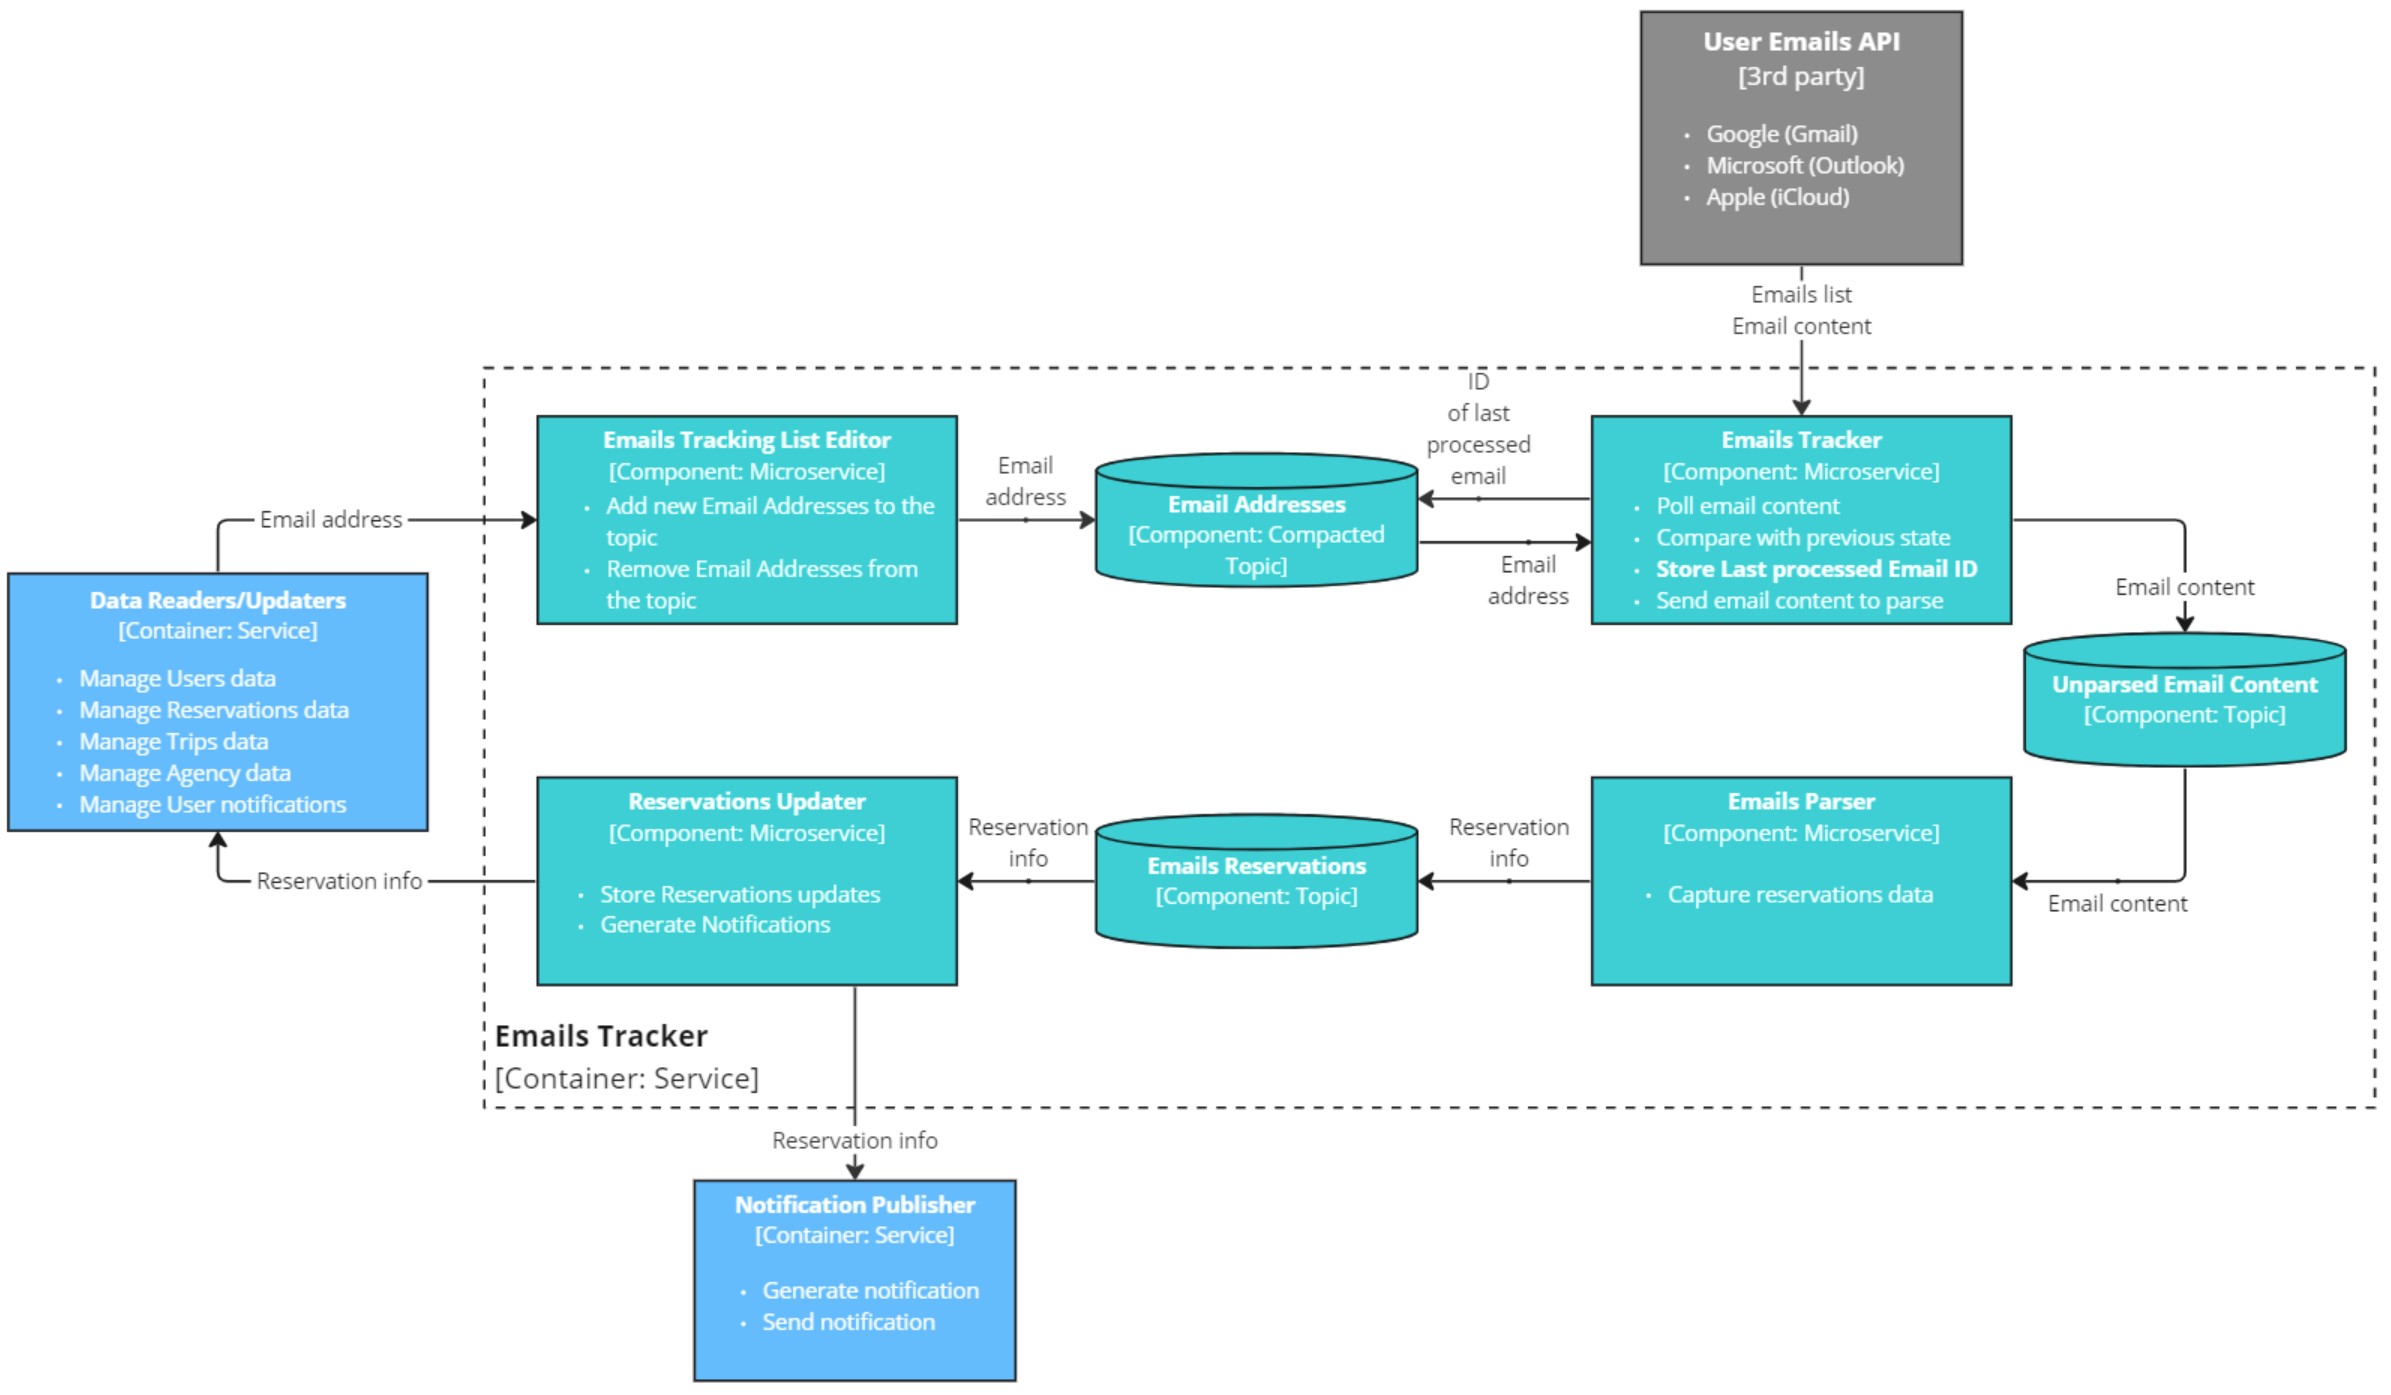 User Emails API
[3rd party]
• Google (Gmail)
• Microsoft (Outlook)
• Apple (iCloud)
Emails list
Email content
ID
of last
processed
email
Emails Tracking List Editor
[Component: Microservice]
• Add new Email Addresses to the
topic
• Remove Email Addresses from
the topic
Email
address
Email Addresses
[Component: Compacted
Topic]
Email
address
Emails Tracker
[Component: Microservice]
• Poll email content
• Compare with previous state
• Store Last processed Email ID
• Send email content to parse
Email address
Email content
Data Readers/Updaters
[Container: Service]
• Manage Users data
• Manage Reservations data
• Manage Trips data
• Manage Agency data
• Manage User notifications
Unparsed Email Content
[Component: Topic]
Reservation info
Reservations Updater
[Component: Microservice]
• Store Reservations updates
• Generate Notifications
Reservation
info
Emails Reservations
[Component: Topic]
Reservation
info
Emails Parser
[Component: Microservice]
• Capture reservations data
Email content
Emails Tracker
[Container: Service]
Reservation info
Notification Publisher
[Container: Service]
• Generate notification
• Send notification